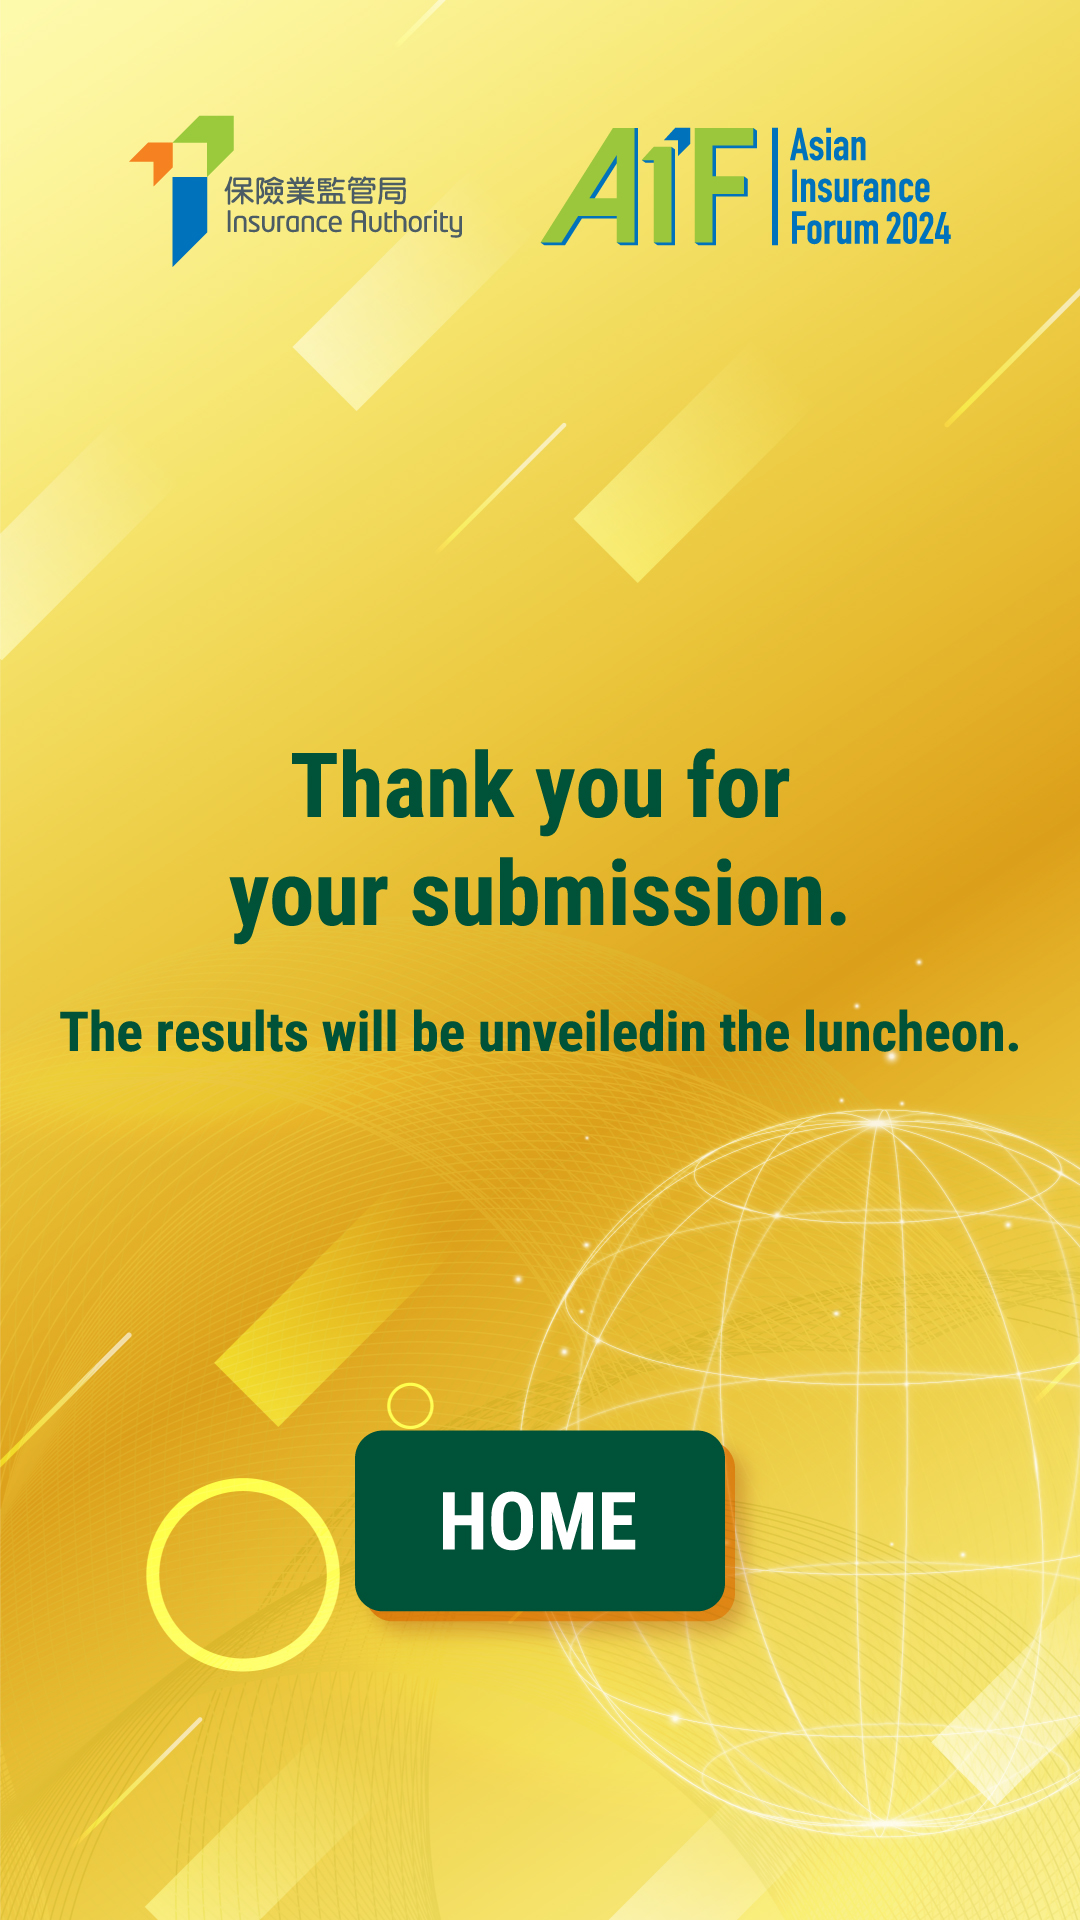 保險業監管局
Insurance Authority
AIF
Asian
Insurance
Forum 2024
Thank you for
your submission.
The results will be unveiledin the luncheon.
HOME